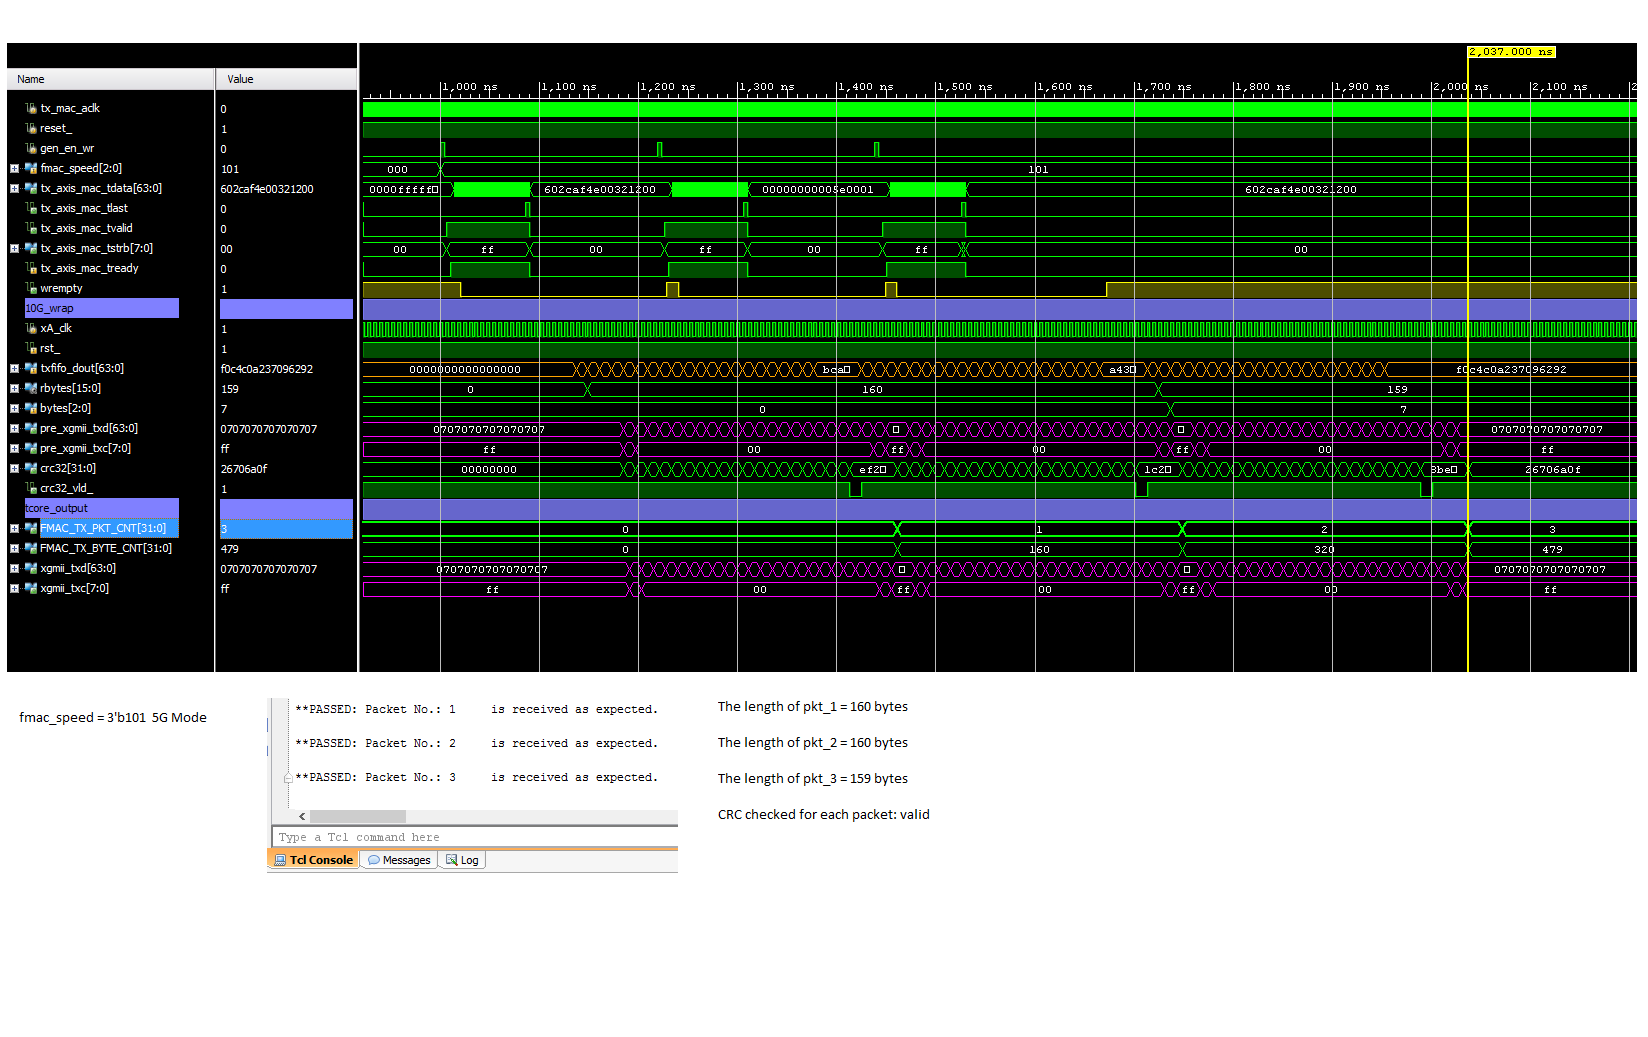 2,037.000 ns
Name Value
1,000 ns 1,100 ns 1,200 ns 1,300 ns 1,400 ns 1,500 ns 1,600 ns 1,700 ns 1,800 ns 1,900 ns 2,000 ns 2,100 ns
tx_mac_aclk 0
reset_ 1
gen_en_wr 0
fmac_speed[2:0] 101 000 101
tx_axis_mac_tdata[63:0] 602caf4e00321200 0000fffff 602caf4e00321200 00000000005e0001 602caf4e00321200
tx_axis_mac_tlast 0
tx_axis_mac_tvalid 0
tx_axis_mac_tstrb[7:0] 00 00 ff 00 ff 00 ff 00
tx_axis_mac_tready 0
wrempty 1
10G_wrap
xA_clk 1
rst_ 1
txfifo_dout[63:0] f0c4c0a237096292 0000000000000000 bca a43 f0c4c0a237096292
rbytes[15:0] 159 0 160 159
bytes[2:0] 7 0 7
pre_xgmii_txd[63:0] 0707070707070707 0707070707070707 0707070707070707
pre_xgmii_txc[7:0] ff ff 00 ff 00 ff 00 ff
crc32[31:0] 26706a0f 00000000 ef2 1c2 8be 26706a0f
crc32_vld_ 1
tcore_output
FMAC_TX_PKT_CNT[31:0] 3 0 1 2 3
FMAC_TX_BYTE_CNT[31:0] 479 0 160 320 479
xgmii_txd[63:0] 0707070707070707 0707070707070707 0707070707070707
xgmii_txc[7:0] ff ff 00 ff 00 ff 00 ff
fmac_speed = 3'b101 5G Mode
**PASSED: Packet No.: 1 is received as expected.
**PASSED: Packet No.: 2 is received as expected.
**PASSED: Packet No.: 3 is received as expected.
Type a Tcl command here
Tcl Console Messages Log
The length of pkt_1 = 160 bytes
The length of pkt_2 = 160 bytes
The length of pkt_3 = 159 bytes
CRC checked for each packet: valid